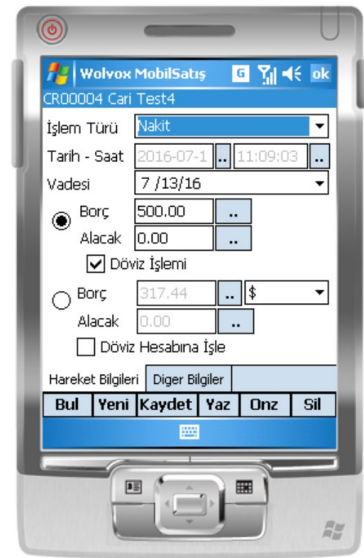 Wolvox MobilSatış G ok
CR00004 Cari Test4
İşlem Türü Nakit
Tarih - Saat 2016-07-1 .. 11:09:03 ..
Vadesi 7 /13/16
Borç 500.00 ..
Alacak 0.00 ..
Döviz İşlemi
Borç 317.44 .. $
Alacak 0.00 ..
Döviz Hesabına İşle
Hareket Bilgileri Diger Bilgiler
Bul Yeni Kaydet Yaz Onz Sil